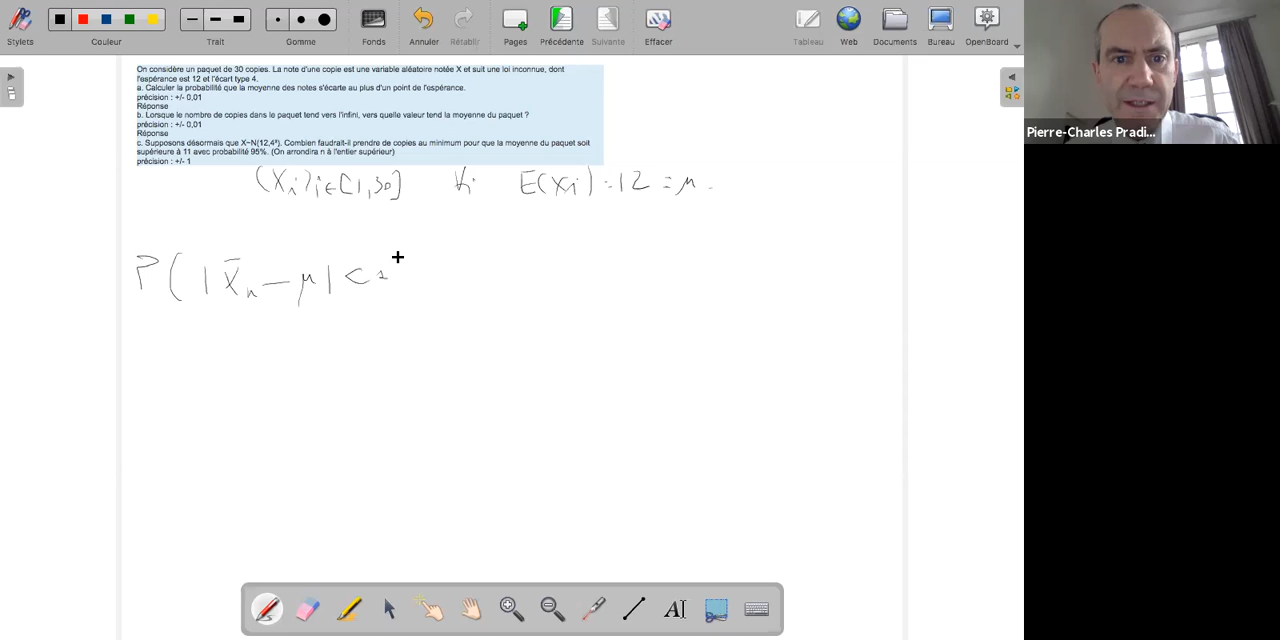 Stylets
Couleur
Trait
Gomme
Fonds
Annuler
Rétablir
Pages
Précédente
Suivante
Effacer
Tableau
Web
Documents
Bureau
OpenBoard
On considère un paquet de 30 copies. La note d'une copie est une variable aléatoire notée X et suit une loi inconnue, dont
l'espérance est 12 et l'écart type 4.
a. Calculer la probabilité que la moyenne des notes s'écarte au plus d'un point de l'espérance.
précision : +/- 0,01
Réponse
b. Lorsque le nombre de copies dans le paquet tend vers l'infini, vers quelle valeur tend la moyenne du paquet ?
précision : +/- 0,01
Réponse
c. Supposons désormais que X~N(12,4²). Combien faudrait-il prendre de copies au minimum pour que la moyenne du paquet soit
supérieure à 11 avec probabilité 95%. (On arrondira n à l'entier supérieur)
précision : +/- 1
(Xi)i∈[1,30] ∀i E(Xi) = 12 = μ.
P( | X̄n — μ | < 1
Pierre-Charles Pradi...